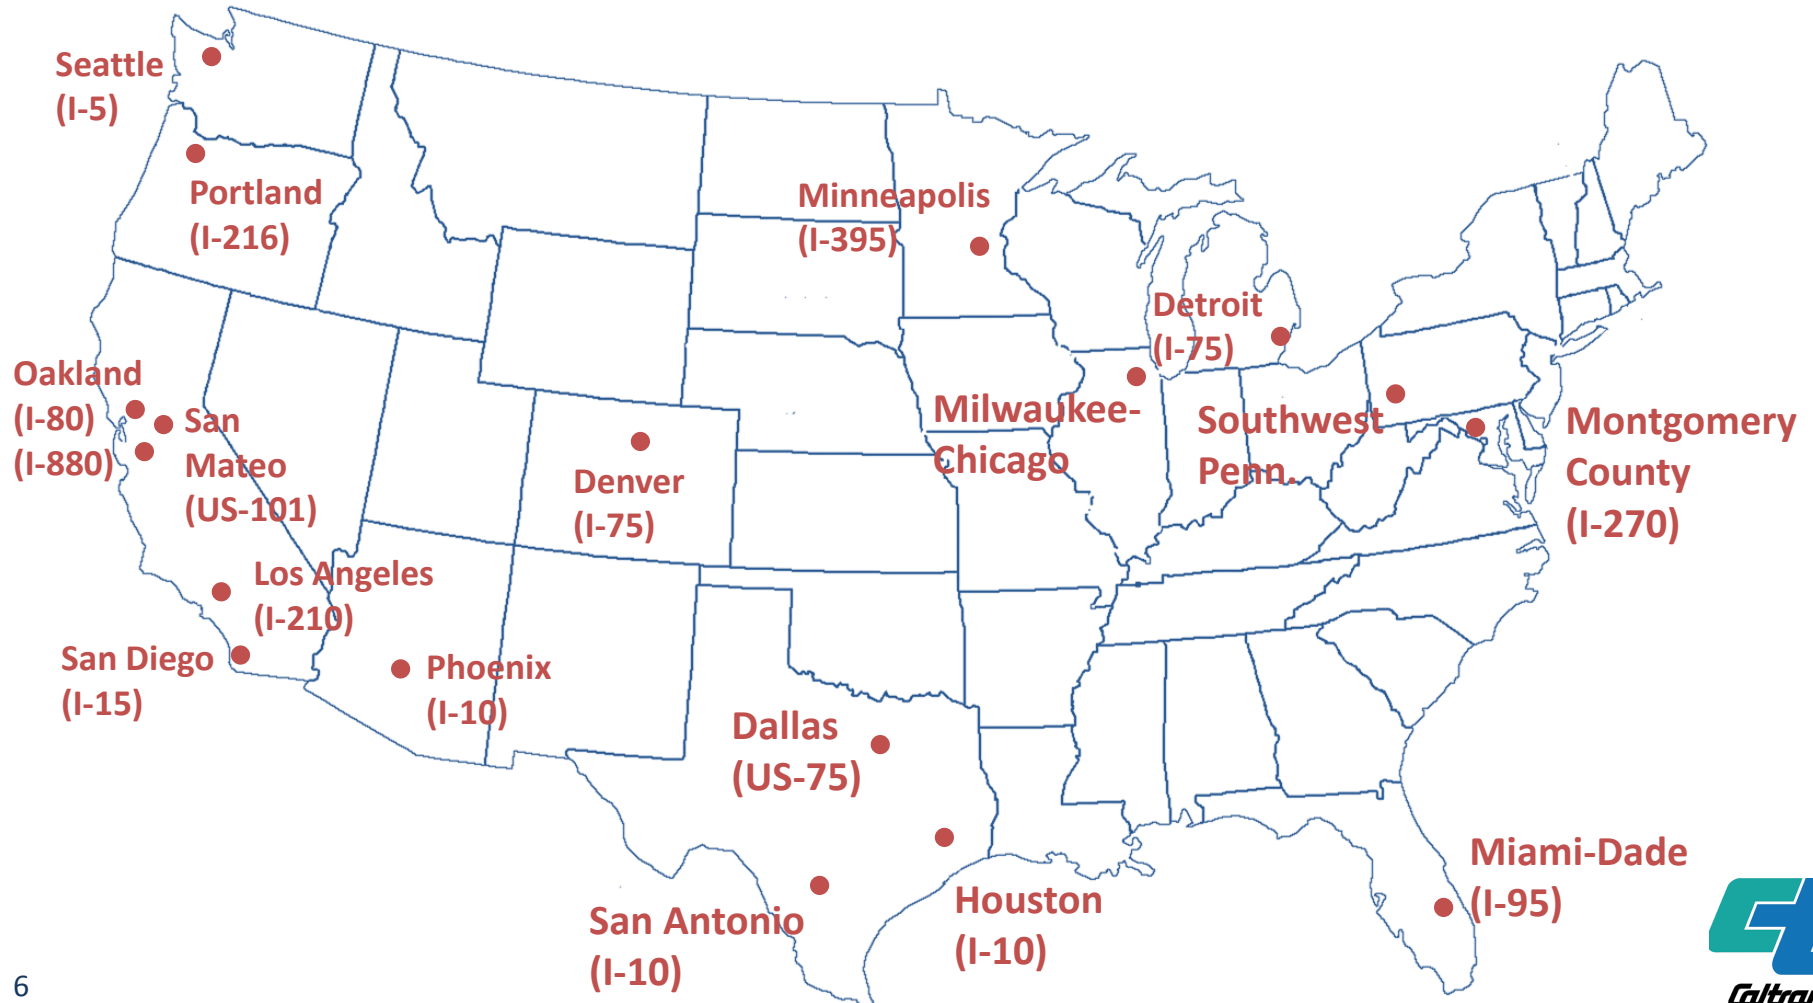 Seattle
(I-5)
Portland
(I-216)
Minneapolis
(I-395)
Detroit
(I-75)
Oakland
(I-80)
(I-880)
San
Mateo
(US-101)
Denver
(I-75)
Milwaukee-
Chicago
Southwest
Penn.
Montgomery
County
(I-270)
Los Angeles
(I-210)
San Diego
(I-15)
Phoenix
(I-10)
Dallas
(US-75)
San Antonio
(I-10)
Houston
(I-10)
Miami-Dade
(I-95)
6